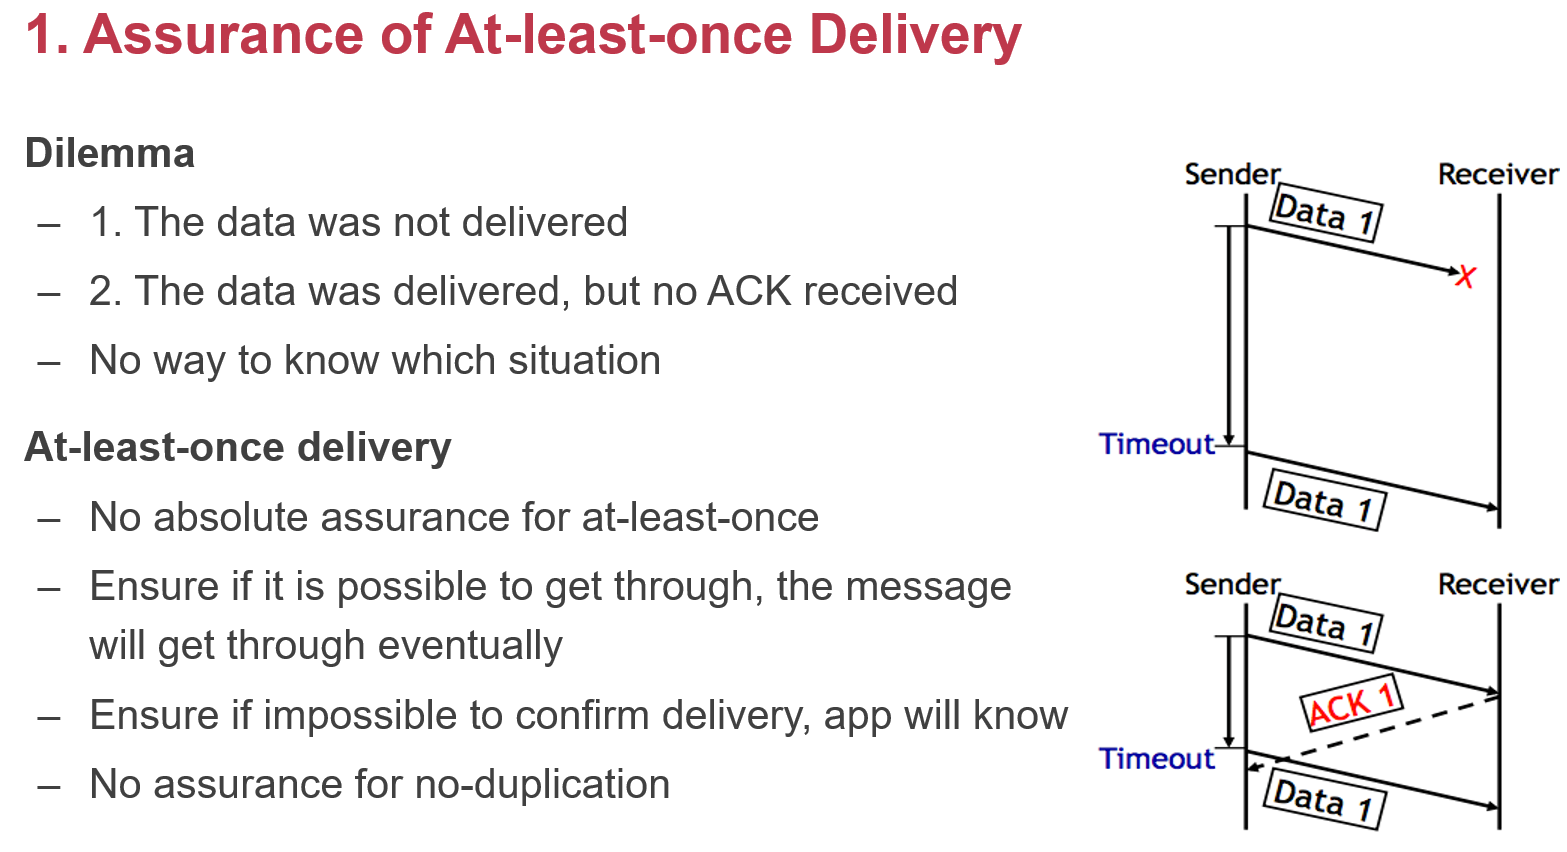 1. Assurance of At-least-once Delivery
Dilemma
– 1. The data was not delivered
– 2. The data was delivered, but no ACK received
– No way to know which situation
At-least-once delivery
– No absolute assurance for at-least-once
– Ensure if it is possible to get through, the message
will get through eventually
– Ensure if impossible to confirm delivery, app will know
– No assurance for no-duplication
Sender
Receiver
Data 1
X
Timeout
Data 1
Sender
Receiver
Data 1
ACK 1
Timeout
Data 1